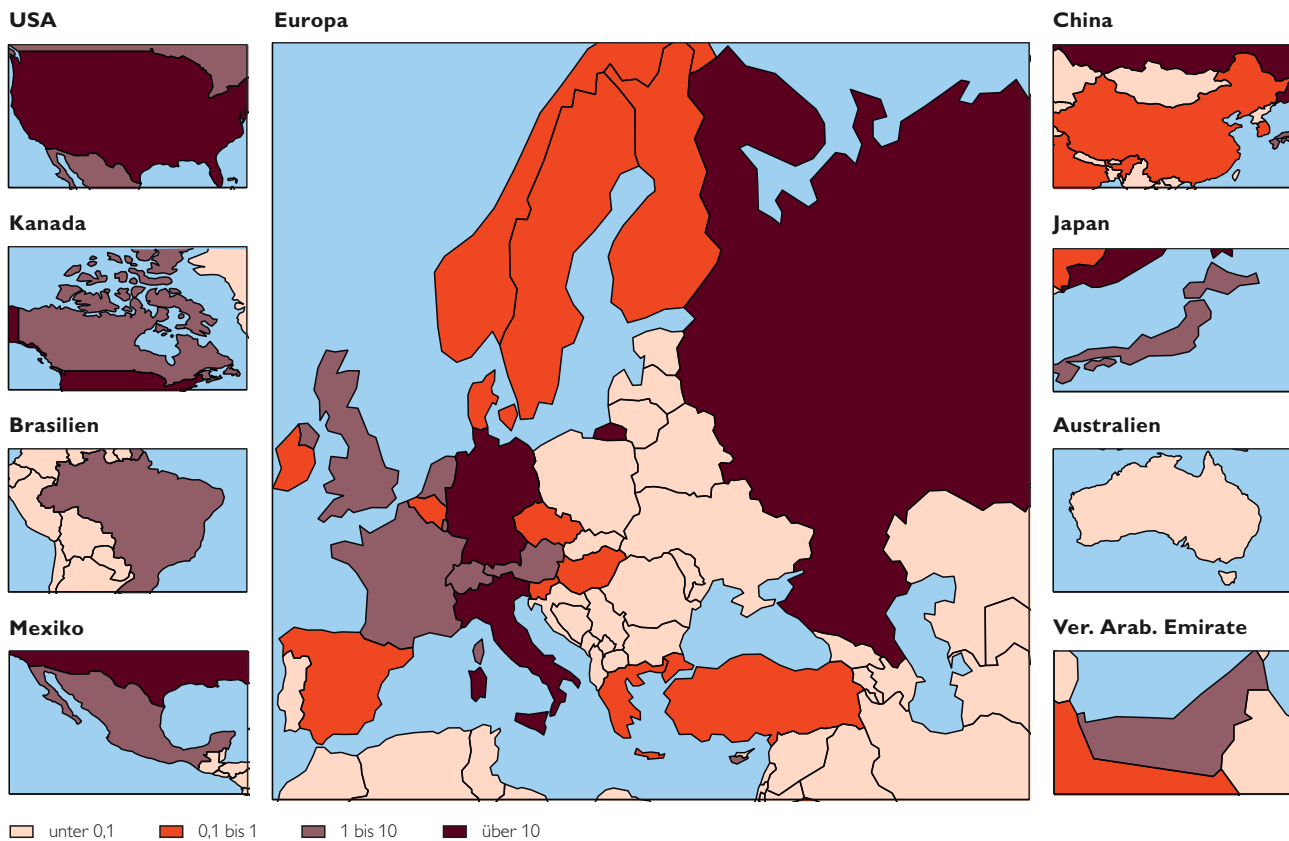 USA
Europa
China
Kanada
Japan
Brasilien
Australien
Mexiko
Ver. Arab. Emirate
unter 0,1
0,1 bis 1
1 bis 10
über 10